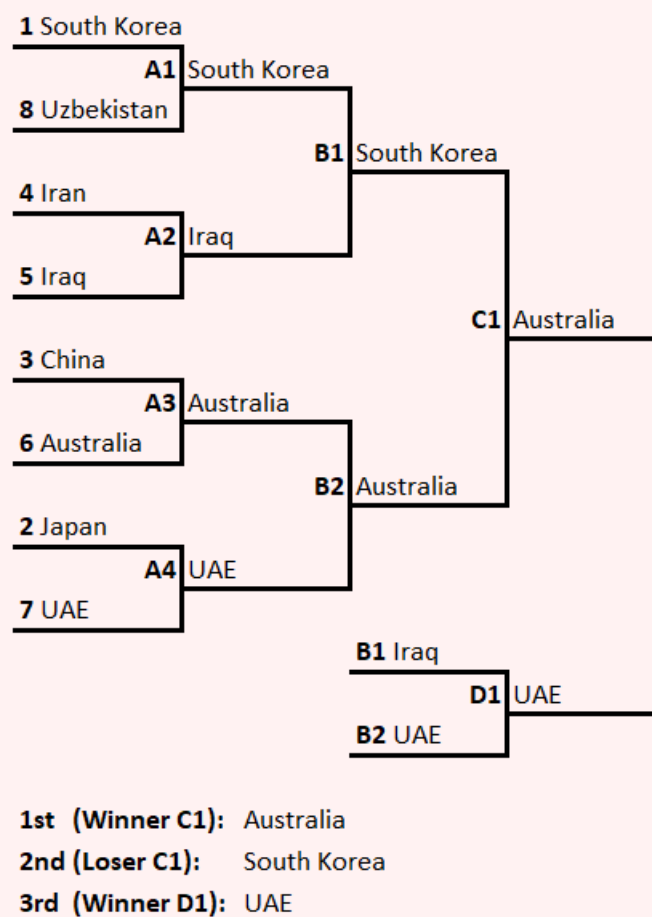 1 South Korea
A1 South Korea
8 Uzbekistan
B1 South Korea
4 Iran
A2 Iraq
5 Iraq
C1 Australia
3 China
A3 Australia
6 Australia
B2 Australia
2 Japan
A4 UAE
7 UAE
B1 Iraq
D1 UAE
B2 UAE
1st (Winner C1): Australia
2nd (Loser C1): South Korea
3rd (Winner D1): UAE